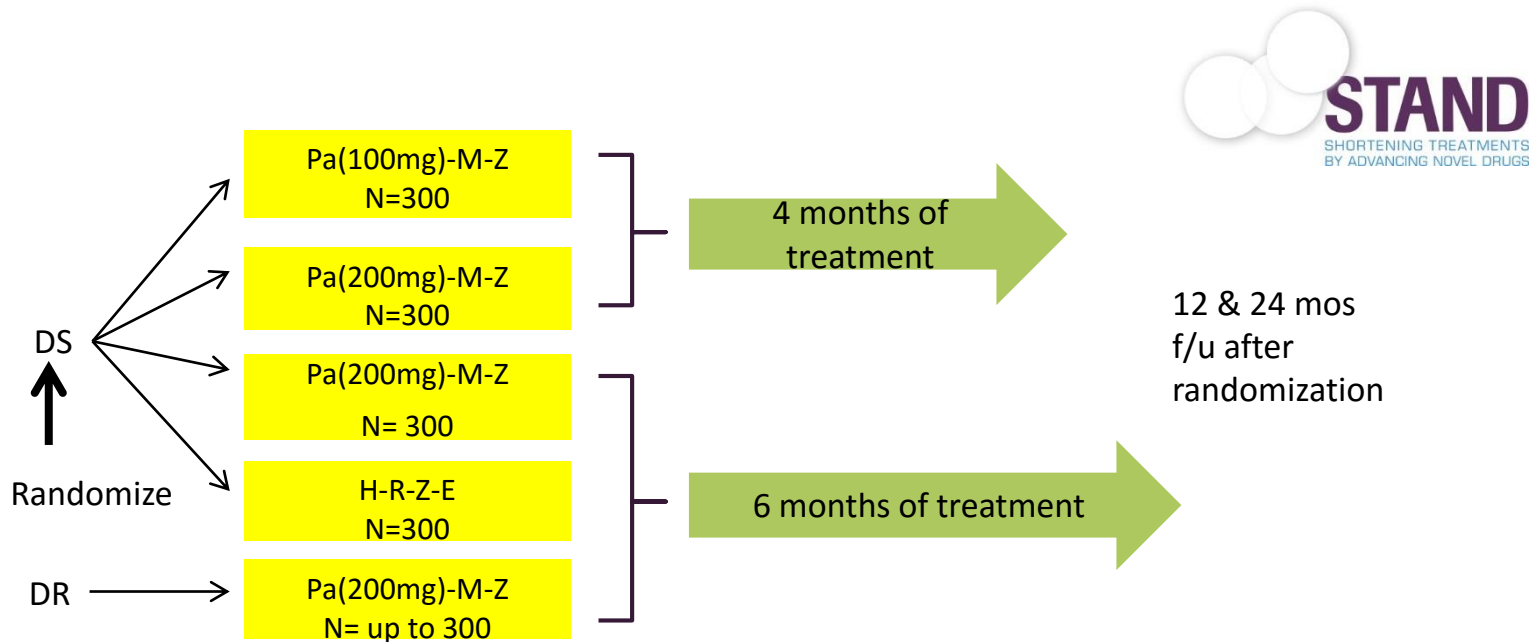 STAND
SHORTENING TREATMENTS
BY ADVANCING NOVEL DRUGS
Pa(100mg)-M-Z
N=300
4 months of
treatment
Pa(200mg)-M-Z
N=300
12 & 24 mos
f/u after
randomization
DS
Pa(200mg)-M-Z
N= 300
Randomize
H-R-Z-E
N=300
6 months of treatment
DR
Pa(200mg)-M-Z
N= up to 300